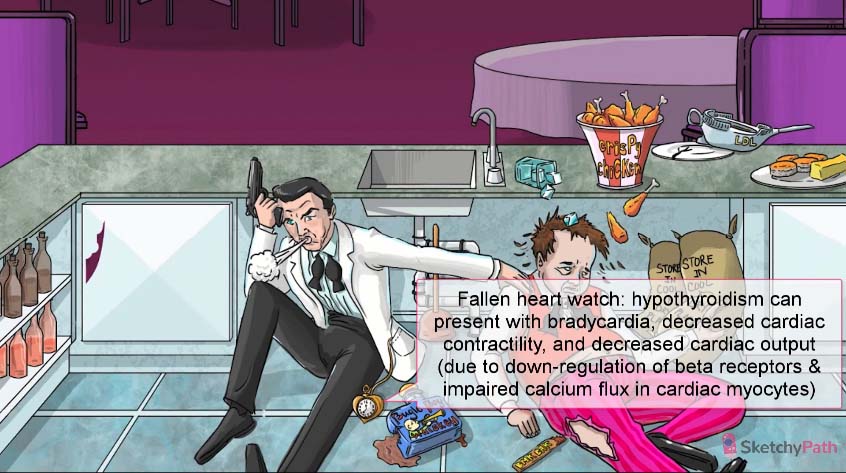 crispy
chicken
LDL
STORE
IN
COOL
STORE
IN
COOL
Fallen heart watch: hypothyroidism can
present with bradycardia, decreased cardiac
contractility, and decreased cardiac output
(due to down-regulation of beta receptors &
impaired calcium flux in cardiac myocytes)
SketchyPath